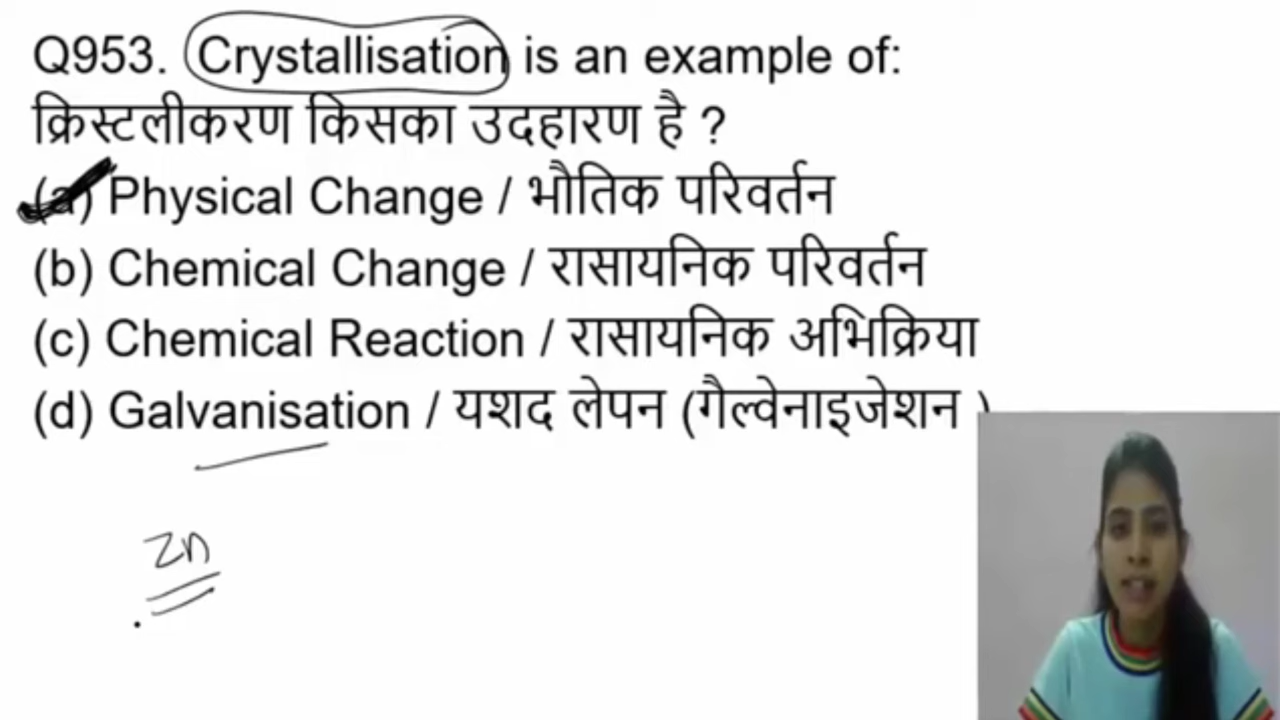 Q953. Crystallisation is an example of:
क्रिस्टलीकरण किसका उदहारण है ?
(a) Physical Change / भौतिक परिवर्तन
(b) Chemical Change / रासायनिक परिवर्तन
(c) Chemical Reaction / रासायनिक अभिक्रिया
(d) Galvanisation / यशद लेपन (गैल्वेनाइजेशन )
Zn